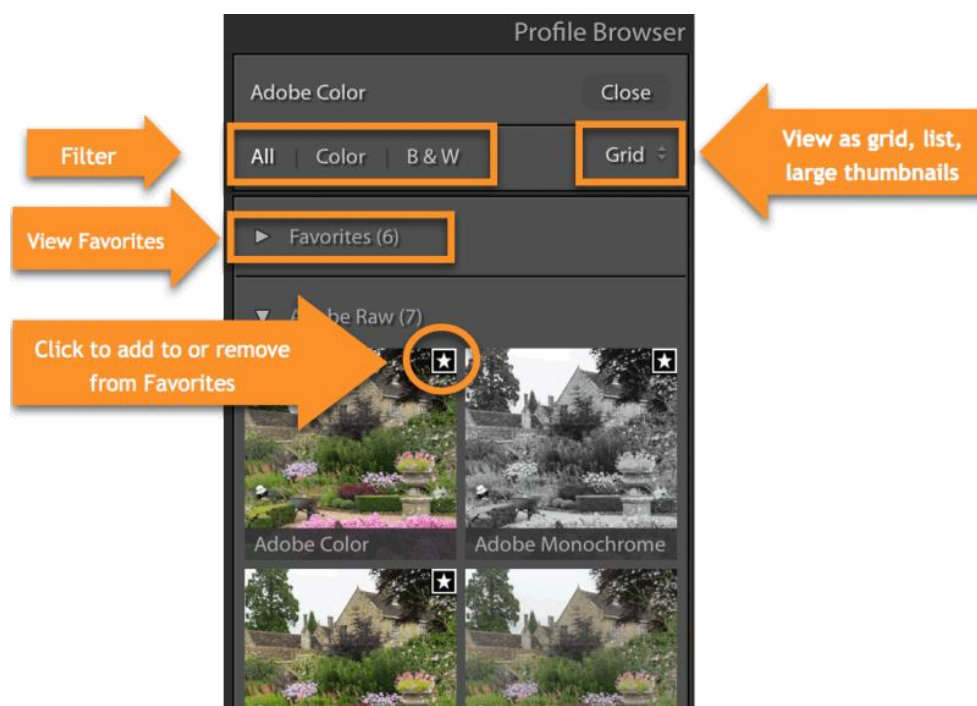 Profile Browser
Adobe Color
Close
Filter
All | Color | B & W
Grid
View as grid, list,
large thumbnails
View Favorites
Favorites (6)
Raw (7)
Click to add to or remove
from Favorites
Adobe Color
Adobe Monochrome